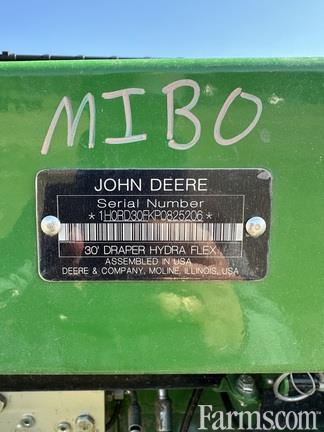 MIBO
JOHN DEERE
Serial Number
*1H0RD30FKP0825206*
30' DRAPER HYDRA FLEX
ASSEMBLED IN USA
DEERE & COMPANY, MOLINE, ILLINOIS, USA
Farms.com®